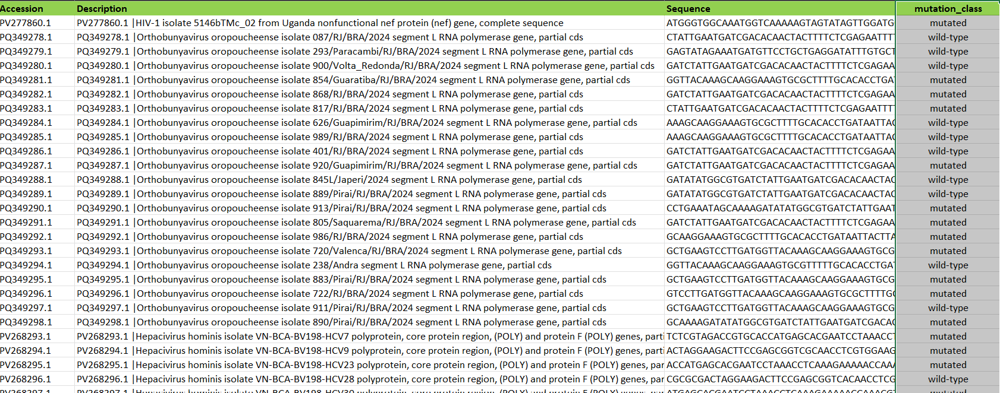 Accession Description Sequence mutation_class
PV277860.1 PV277860.1 |HIV-1 isolate 5146bTMc_02 from Uganda nonfunctional nef protein (nef) gene, complete sequence ATGGGTGGCAAATGGTCAAAAAGTAGTATAGTTGGATG mutated
PQ349278.1 PQ349278.1 |Orthobunyavirus oropoucheense isolate 087/RJ/BRA/2024 segment L RNA polymerase gene, partial cds CTATTGAATGATCGACACAACTACTTTTCTCGAGAATTT wild-type
PQ349279.1 PQ349279.1 |Orthobunyavirus oropoucheense isolate 293/Paracambi/RJ/BRA/2024 segment L RNA polymerase gene, partial cds GAGTATAGAAATGATGTTCCTGCTGAGGATATTTGTGCT wild-type
PQ349280.1 PQ349280.1 |Orthobunyavirus oropoucheense isolate 900/Volta_Redonda/RJ/BRA/2024 segment L RNA polymerase gene, partial cds GATCTATTGAATGATCGACACAACTACTTTTCTCGAGAA wild-type
PQ349281.1 PQ349281.1 |Orthobunyavirus oropoucheense isolate 854/Guaratiba/RJ/BRA/2024 segment L RNA polymerase gene, partial cds GGTTACAAAGCAAGGAAAGTGCGCTTTTGCACACCTGA mutated
PQ349282.1 PQ349282.1 |Orthobunyavirus oropoucheense isolate 868/RJ/BRA/2024 segment L RNA polymerase gene, partial cds GATCTATTGAATGATCGACACAACTACTTTTCTCGAGAA mutated
PQ349283.1 PQ349283.1 |Orthobunyavirus oropoucheense isolate 817/RJ/BRA/2024 segment L RNA polymerase gene, partial cds CTATTGAATGATCGACACAACTACTTTTCTCGAGAATTT mutated
PQ349284.1 PQ349284.1 |Orthobunyavirus oropoucheense isolate 626/Guapimirim/RJ/BRA/2024 segment L RNA polymerase gene, partial cds AAAGCAAGGAAAGTGCGCTTTTGCACACCTGATAATTAC wild-type
PQ349285.1 PQ349285.1 |Orthobunyavirus oropoucheense isolate 989/RJ/BRA/2024 segment L RNA polymerase gene, partial cds AAAGCAAGGAAAGTGCGCTTTTGCACACCTGATAATTAC wild-type
PQ349286.1 PQ349286.1 |Orthobunyavirus oropoucheense isolate 401/RJ/BRA/2024 segment L RNA polymerase gene, partial cds GATCTATTGAATGATCGACACAACTACTTTTCTCGAGAA wild-type
PQ349287.1 PQ349287.1 |Orthobunyavirus oropoucheense isolate 920/Guapimirim/RJ/BRA/2024 segment L RNA polymerase gene, partial cds GATCTATTGAATGATCGACACAACTACTTTTCTCGAGAA mutated
PQ349288.1 PQ349288.1 |Orthobunyavirus oropoucheense isolate 845L/Japeri/2024 segment L RNA polymerase gene, partial cds GATATATGGCGTGATCTATTGAATGATCGACACAACTAC wild-type
PQ349289.1 PQ349289.1 |Orthobunyavirus oropoucheense isolate 889/Pirai/RJ/BRA/2024 segment L RNA polymerase gene, partial cds GATATATGGCGTGATCTATTGAATGATCGACACAACTAC wild-type
PQ349290.1 PQ349290.1 |Orthobunyavirus oropoucheense isolate 913/Pirai/RJ/BRA/2024 segment L RNA polymerase gene, partial cds CCTGAAATAGCAAAAGATATATGGCGTGATCTATTGAAT mutated
PQ349291.1 PQ349291.1 |Orthobunyavirus oropoucheense isolate 805/Saquarema/RJ/BRA/2024 segment L RNA polymerase gene, partial cds GATCTATTGAATGATCGACACAACTACTTTTCTCGAGAA mutated
PQ349292.1 PQ349292.1 |Orthobunyavirus oropoucheense isolate 986/RJ/BRA/2024 segment L RNA polymerase gene, partial cds GCAAGGAAAGTGCGCTTTTGCACACCTGATAATTACTTA mutated
PQ349293.1 PQ349293.1 |Orthobunyavirus oropoucheense isolate 720/Valenca/RJ/BRA/2024 segment L RNA polymerase gene, partial cds GCTGAAGTCCTTGATGGTTACAAAGCAAGGAAAGTGCG mutated
PQ349294.1 PQ349294.1 |Orthobunyavirus oropoucheense isolate 238/Andra segment L RNA polymerase gene, partial cds GGTTACAAAGCAAGGAAAGTGCGTTTTTGCACACCTGA wild-type
PQ349295.1 PQ349295.1 |Orthobunyavirus oropoucheense isolate 883/Pirai/RJ/BRA/2024 segment L RNA polymerase gene, partial cds GCTGAAGTCCTTGATGGTTACAAAGCAAGGAAAGTGCG mutated
PQ349296.1 PQ349296.1 |Orthobunyavirus oropoucheense isolate 722/RJ/BRA/2024 segment L RNA polymerase gene, partial cds GTCCTTGATGGTTACAAAGCAAGGAAAGTGCGCTTTTGC mutated
PQ349297.1 PQ349297.1 |Orthobunyavirus oropoucheense isolate 911/Pirai/RJ/BRA/2024 segment L RNA polymerase gene, partial cds GCTGAAGTCCTTGATGGTTACAAAGCAAGGAAAGTGCG wild-type
PQ349298.1 PQ349298.1 |Orthobunyavirus oropoucheense isolate 890/Pirai/RJ/BRA/2024 segment L RNA polymerase gene, partial cds GCAAAAGATATATGGCGTGATCTATTGAATGATCGACAC mutated
PV268293.1 PV268293.1 |Hepacivirus hominis isolate VN-BCA-BV198-HCV7 polyprotein, core protein region, (POLY) and protein F (POLY) genes, parti TCTCGTAGACCGTGCACCATGAGCACGAATCCTAAACCT mutated
PV268294.1 PV268294.1 |Hepacivirus hominis isolate VN-BCA-BV198-HCV9 polyprotein, core protein region, (POLY) and protein F (POLY) genes, parti ACTAGGAAGACTTCCGAGCGGTCGCAACCTCGTGGAAG mutated
PV268295.1 PV268295.1 |Hepacivirus hominis isolate VN-BCA-BV198-HCV23 polyprotein, core protein region, (POLY) and protein F (POLY) genes, par ACCATGAGCACGAATCCTAAACCTCAAAGAAAAACCAAA mutated
PV268296.1 PV268296.1 |Hepacivirus hominis isolate VN-BCA-BV198-HCV28 polyprotein, core protein region, (POLY) and protein F (POLY) genes, par CGCGCGACTAGGAAGACTTCCGAGCGGTCACAACCTCG wild-type